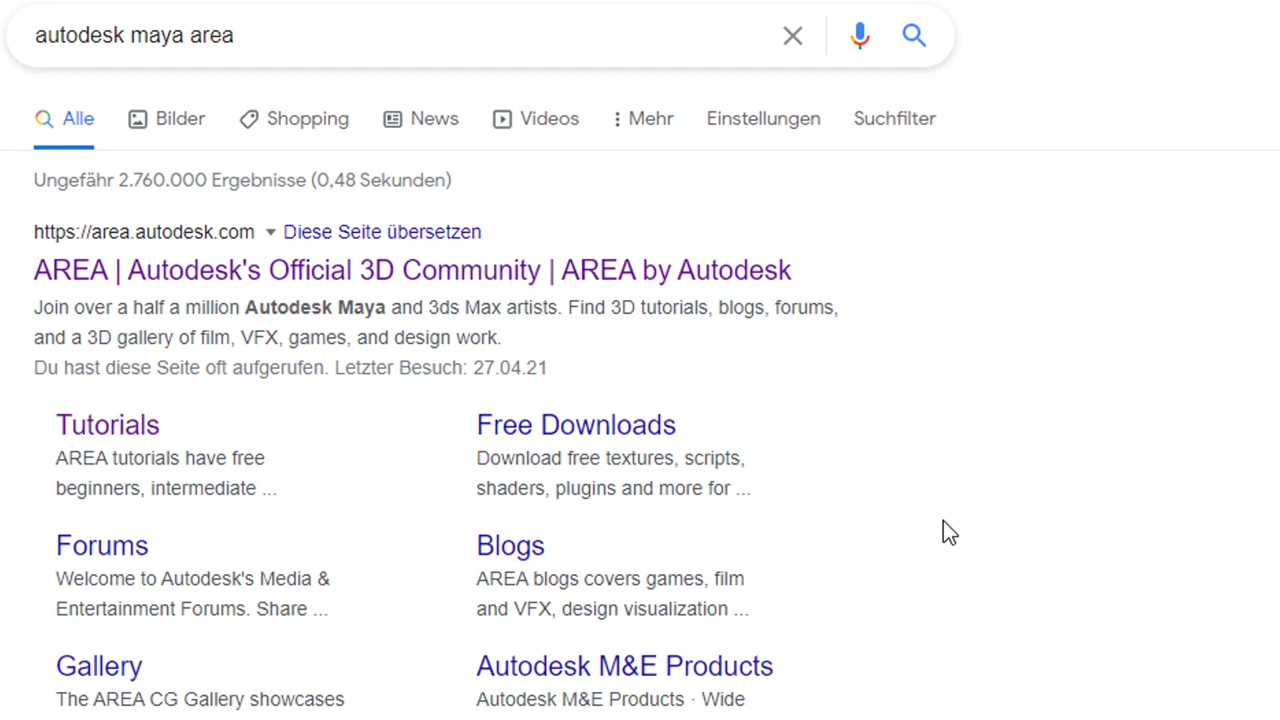 autodesk maya area
Alle Bilder Shopping News Videos Mehr Einstellungen Suchfilter
Ungefähr 2.760.000 Ergebnisse (0,48 Sekunden)
https://area.autodesk.com Diese Seite übersetzen
AREA | Autodesk's Official 3D Community | AREA by Autodesk
Join over a half a million Autodesk Maya and 3ds Max artists. Find 3D tutorials, blogs, forums,
and a 3D gallery of film, VFX, games, and design work.
Du hast diese Seite oft aufgerufen. Letzter Besuch: 27.04.21
Tutorials
AREA tutorials have free
beginners, intermediate ...
Free Downloads
Download free textures, scripts,
shaders, plugins and more for ...
Forums
Welcome to Autodesk's Media &
Entertainment Forums. Share ...
Blogs
AREA blogs covers games, film
and VFX, design visualization ...
Gallery
The AREA CG Gallery showcases
Autodesk M&E Products
Autodesk M&E Products · Wide